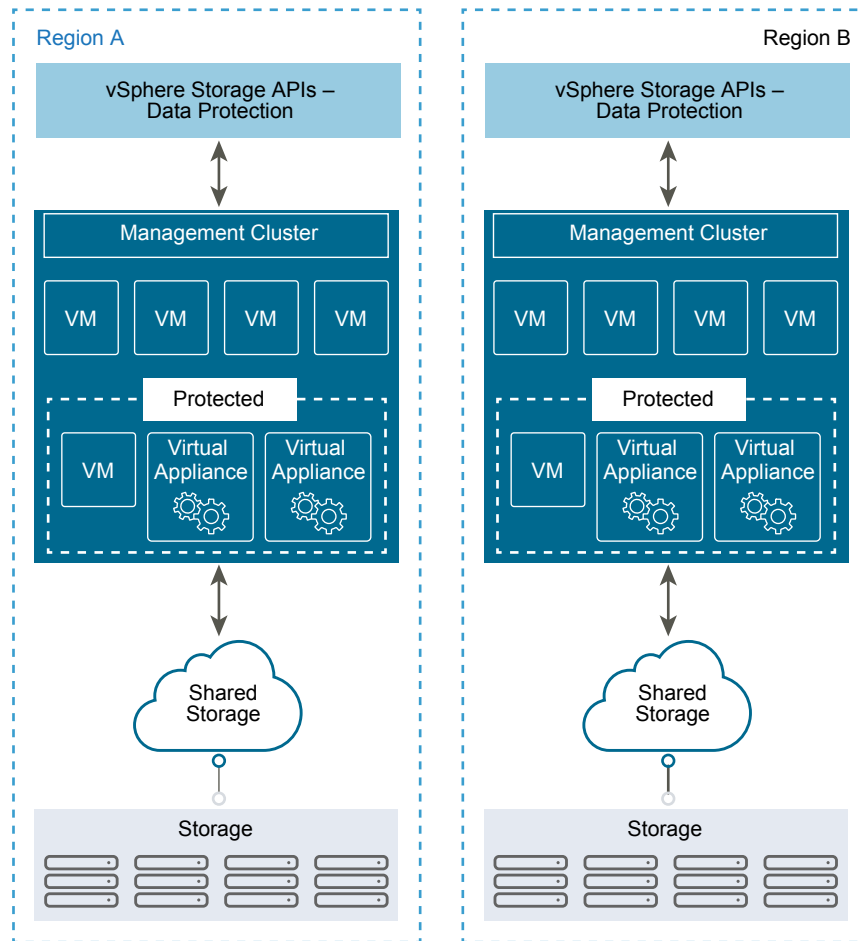 Region A
vSphere Storage APIs –
Data Protection
Management Cluster
VM VM VM VM
Protected
VM
Virtual
Appliance
Virtual
Appliance
Shared
Storage
Storage
Region B
vSphere Storage APIs –
Data Protection
Management Cluster
VM VM VM VM
Protected
VM
Virtual
Appliance
Virtual
Appliance
Shared
Storage
Storage